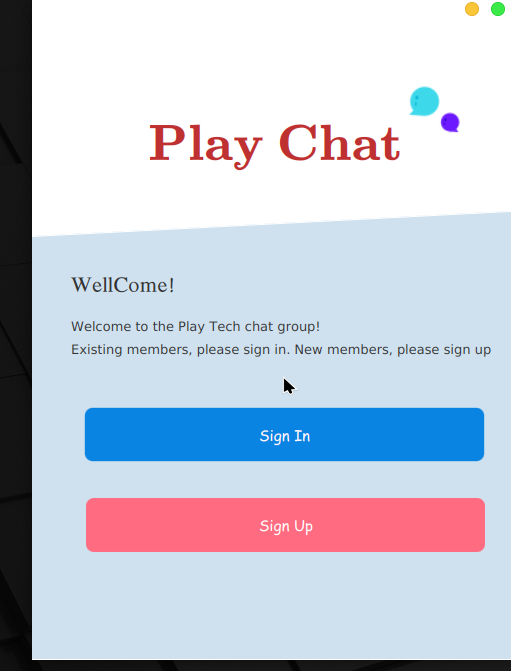 Play Chat
WellCome!
Welcome to the Play Tech chat group!
Existing members, please sign in. New members, please sign up
Sign In
Sign Up